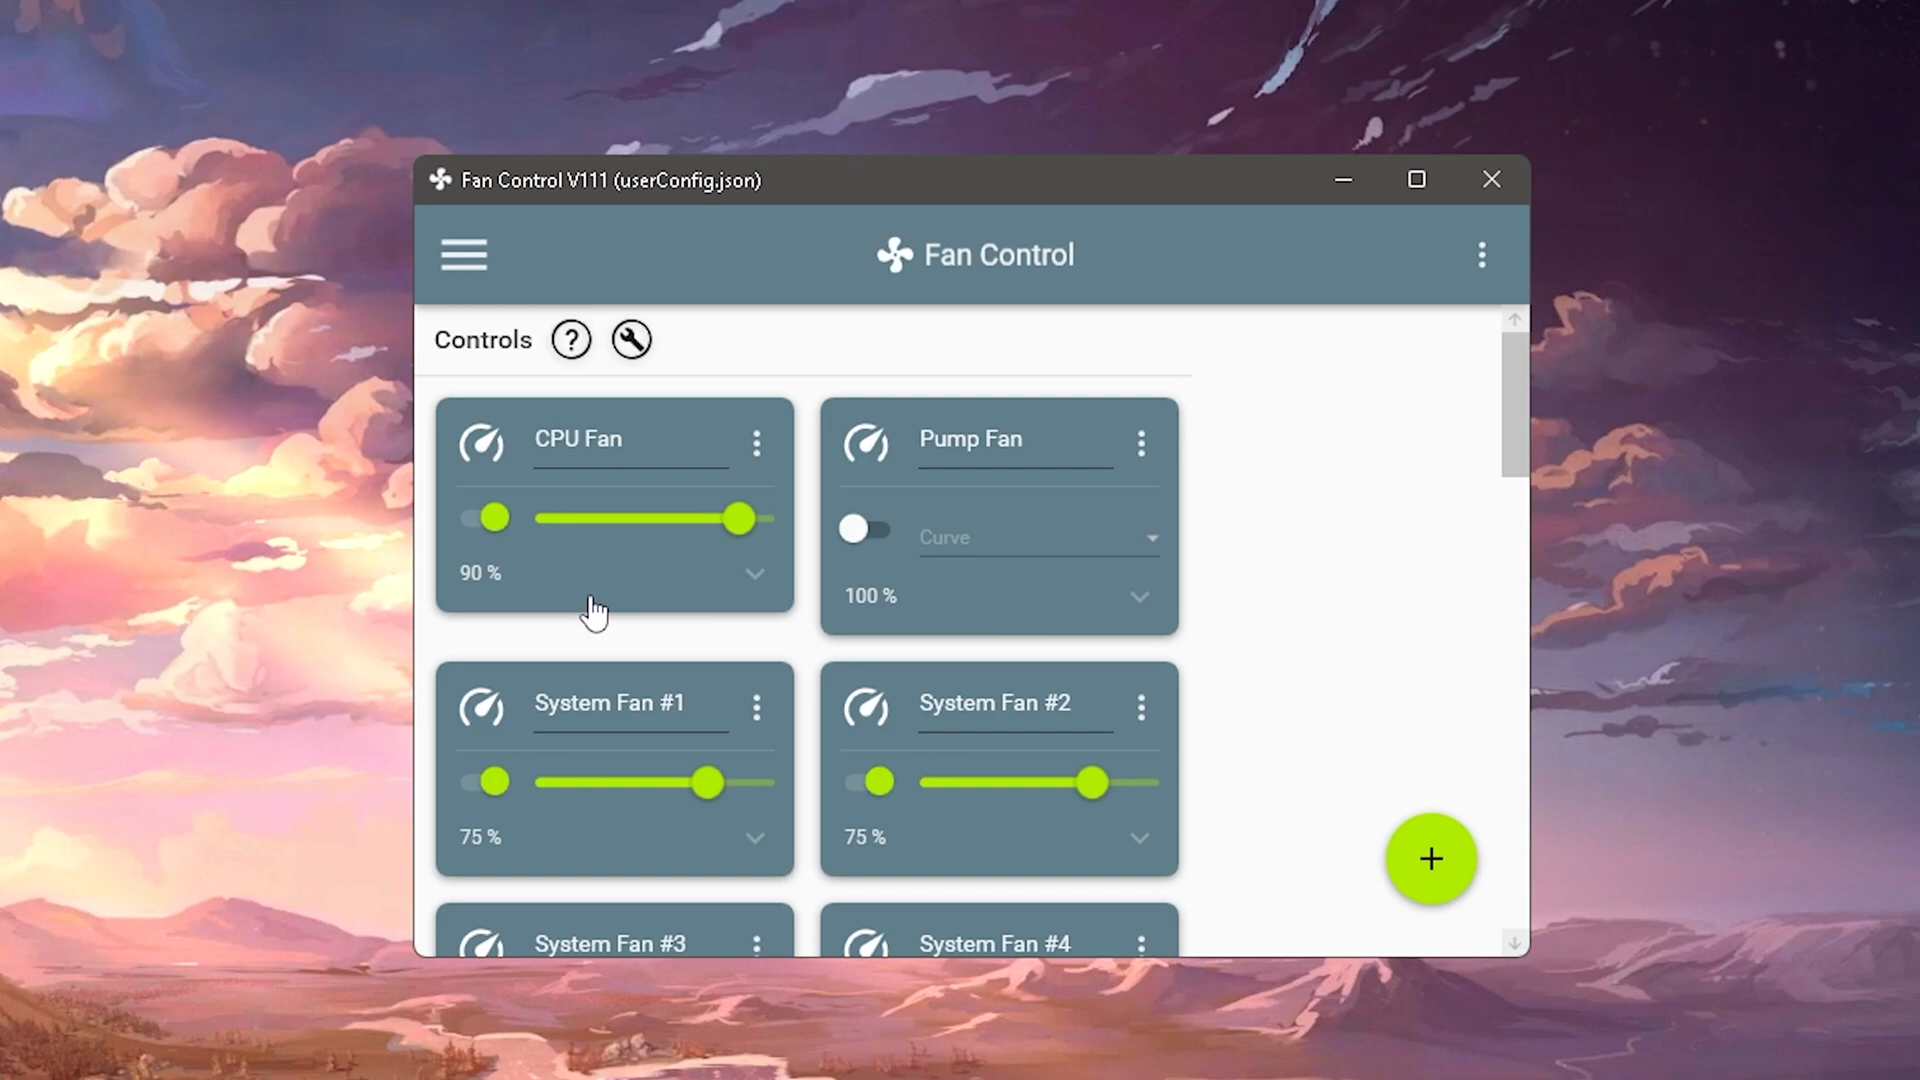 Fan Control V111 (userConfig.json)
Fan Control
Controls ?
CPU Fan
90 %
Pump Fan
Curve
100 %
System Fan #1
75 %
System Fan #2
75 %
System Fan #3
System Fan #4
+